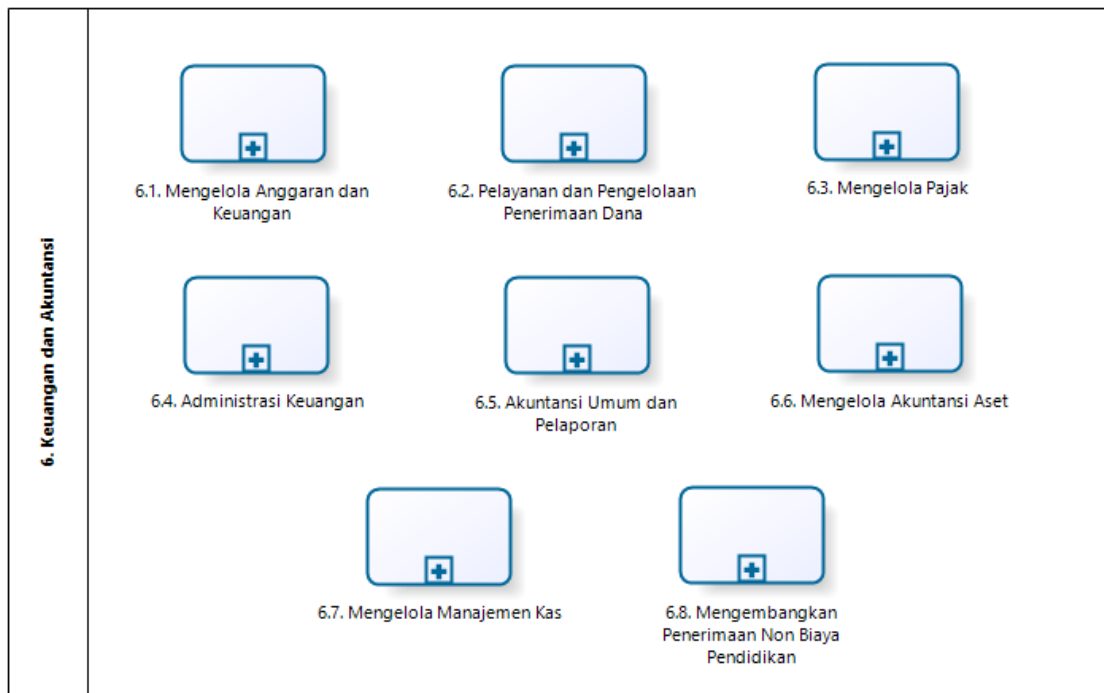 6. Keuangan dan Akuntansi
6.1. Mengelola Anggaran dan
Keuangan
6.2. Pelayanan dan Pengelolaan
Penerimaan Dana
6.3. Mengelola Pajak
6.4. Administrasi Keuangan
6.5. Akuntansi Umum dan
Pelaporan
6.6. Mengelola Akuntansi Aset
6.7. Mengelola Manajemen Kas
6.8. Mengembangkan
Penerimaan Non Biaya
Pendidikan